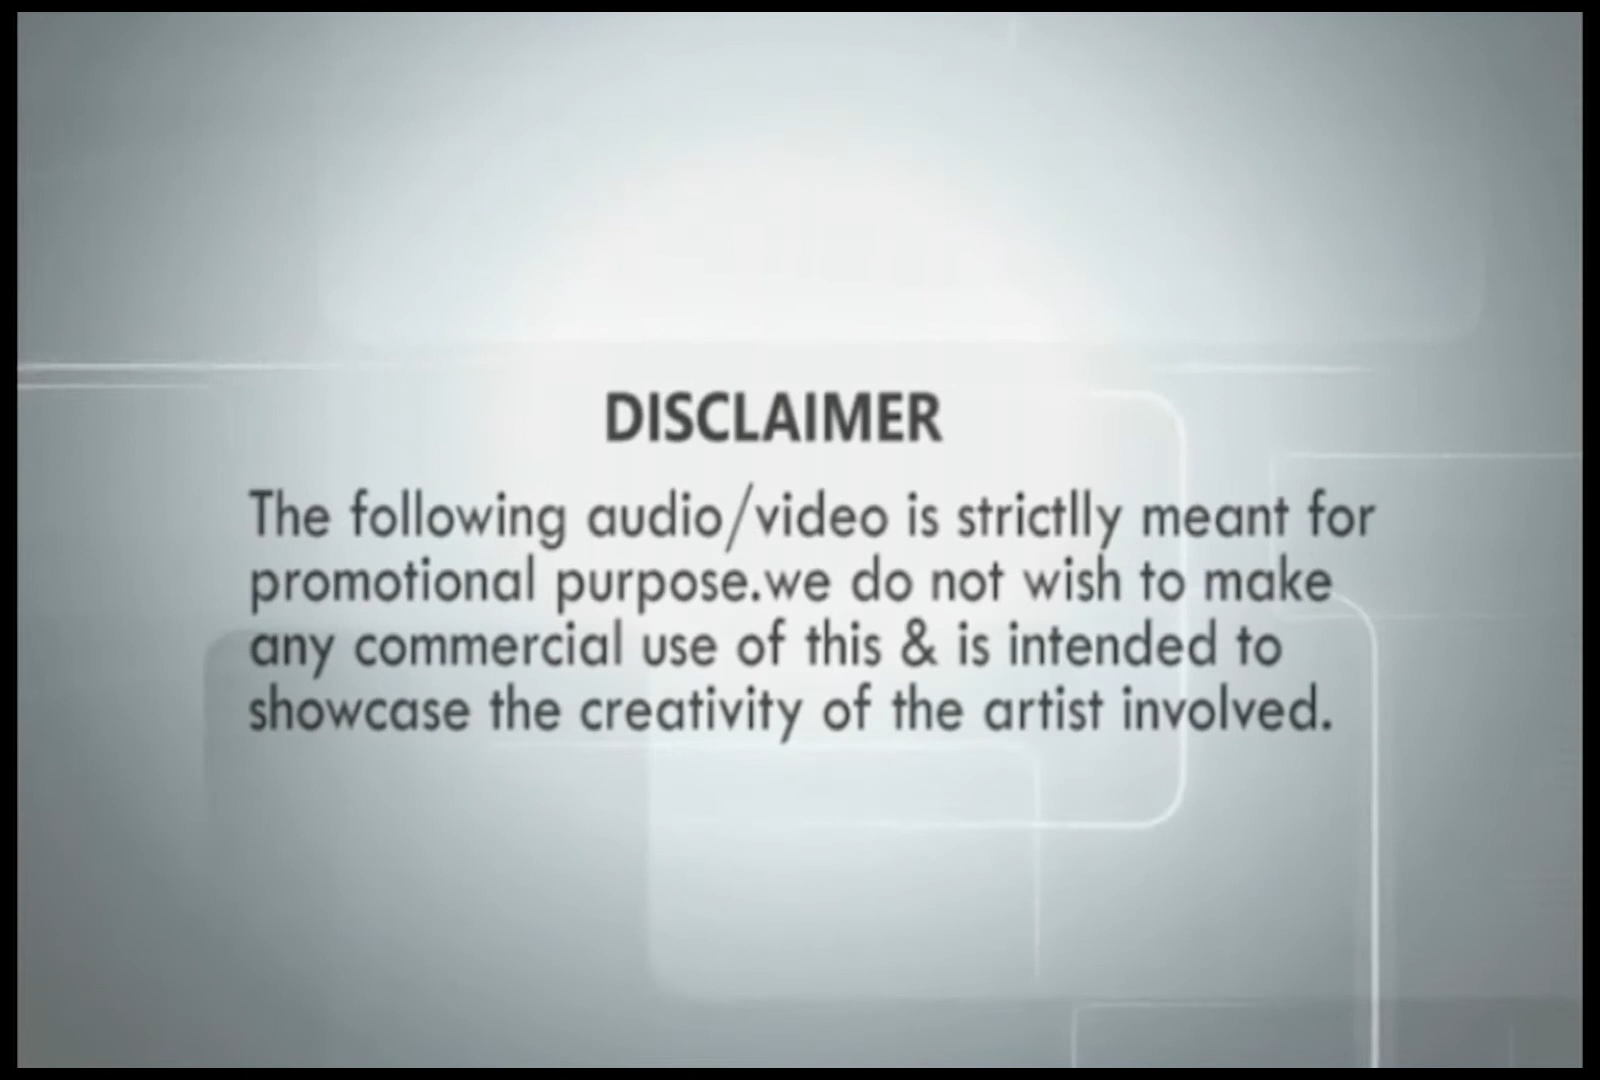 DISCLAIMER
The following audio/video is strictlly meant for
promotional purpose.we do not wish to make
any commercial use of this & is intended to
showcase the creativity of the artist involved.